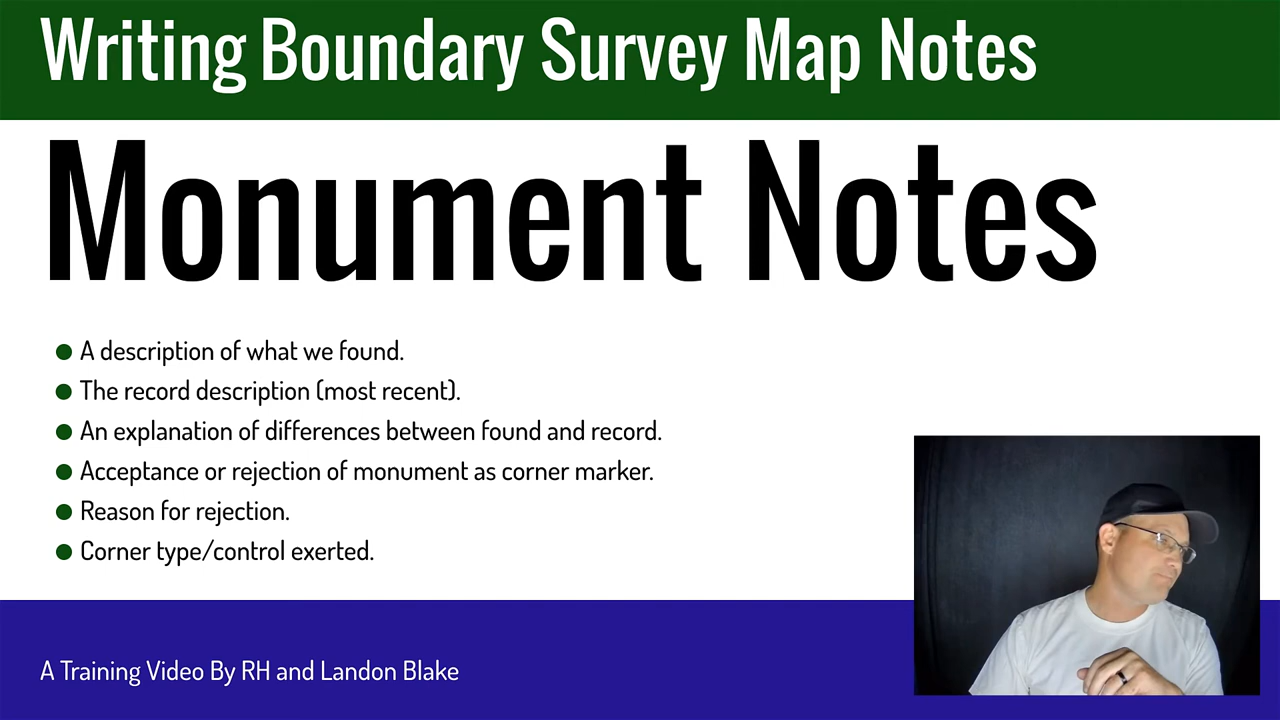 Writing Boundary Survey Map Notes
Monument Notes
A description of what we found.
The record description (most recent).
An explanation of differences between found and record.
Acceptance or rejection of monument as corner marker.
Reason for rejection.
Corner type/control exerted.
A Training Video By RH and Landon Blake